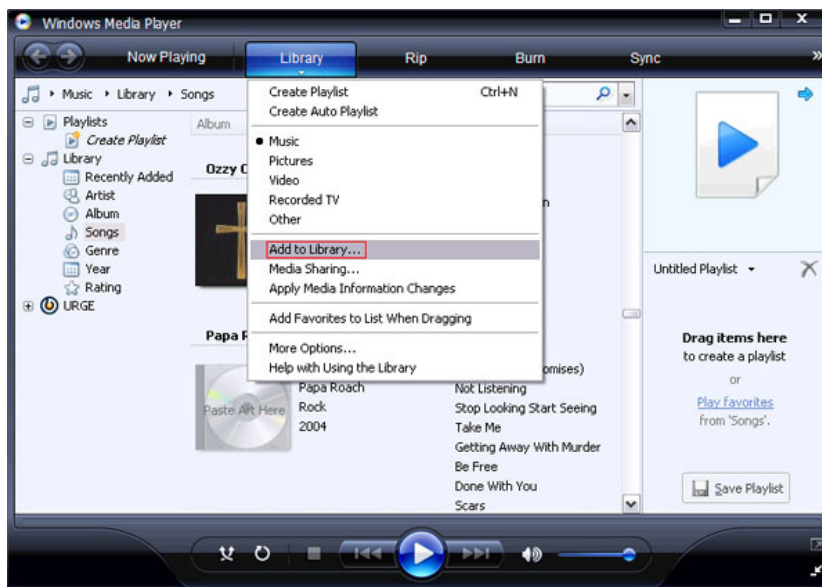 Windows Media Player
Now Playing
Library
Rip
Burn
Sync
Music Library Songs
Playlists
Create Playlist
Library
Recently Added
Artist
Album
Songs
Genre
Year
Rating
URGE
Album
Ozzy
Papa
Paste Art Here
Create Playlist Ctrl+N
Create Auto Playlist
Music
Pictures
Video
Recorded TV
Other
Add to Library...
Media Sharing...
Apply Media Information Changes
Add Favorites to List When Dragging
More Options...
Help with Using the Library
Papa Roach
Rock
2004
omises)
Not Listening
Stop Looking Start Seeing
Take Me
Getting Away With Murder
Be Free
Done With You
Scars
Untitled Playlist
Drag items here
to create a playlist
or
Play favorites
from 'Songs'.
Save Playlist